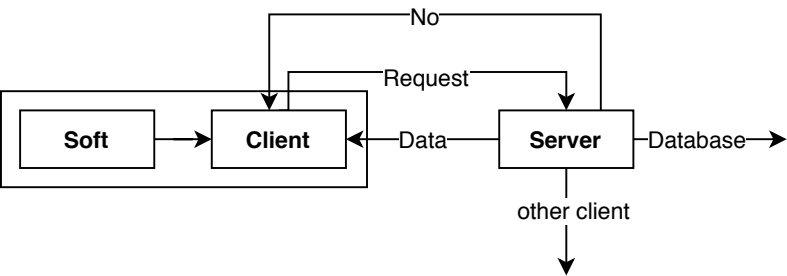 No
Request
Soft
Client
Data
Server
Database
other client